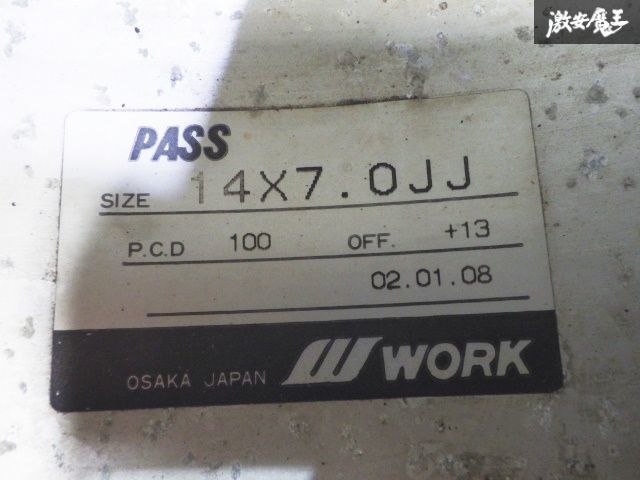 激安魔王
PASS
SIZE 14X7.0JJ
P.C.D 100 OFF. +13
02.01.08
OSAKA JAPAN W WORK